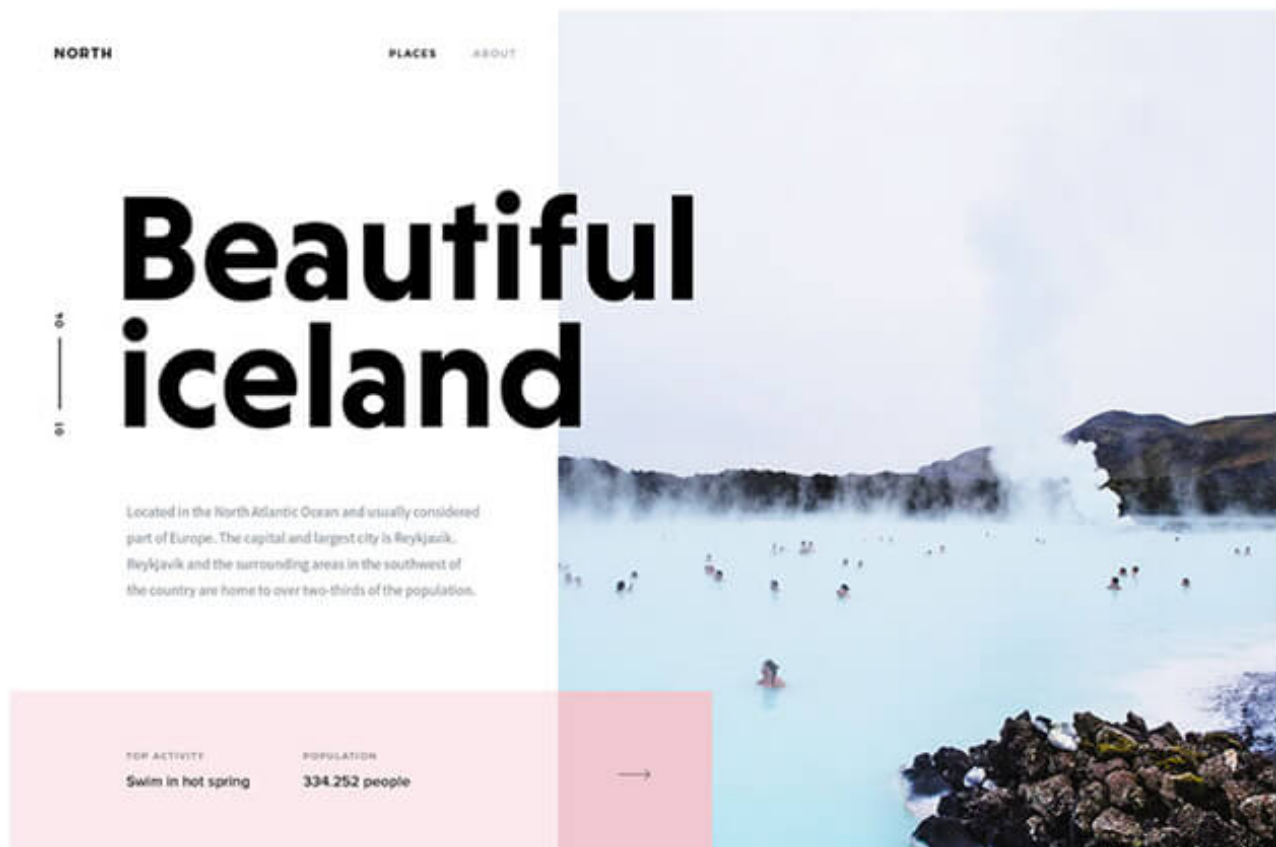 NORTH
PLACES ABOUT
Beautiful
iceland
04
01
Located in the North Atlantic Ocean and usually considered
part of Europe. The capital and largest city is Reykjavík.
Reykjavík and the surrounding areas in the southwest of
the country are home to over two-thirds of the population.
TOP ACTIVITY POPULATION
Swim in hot spring 334.252 people